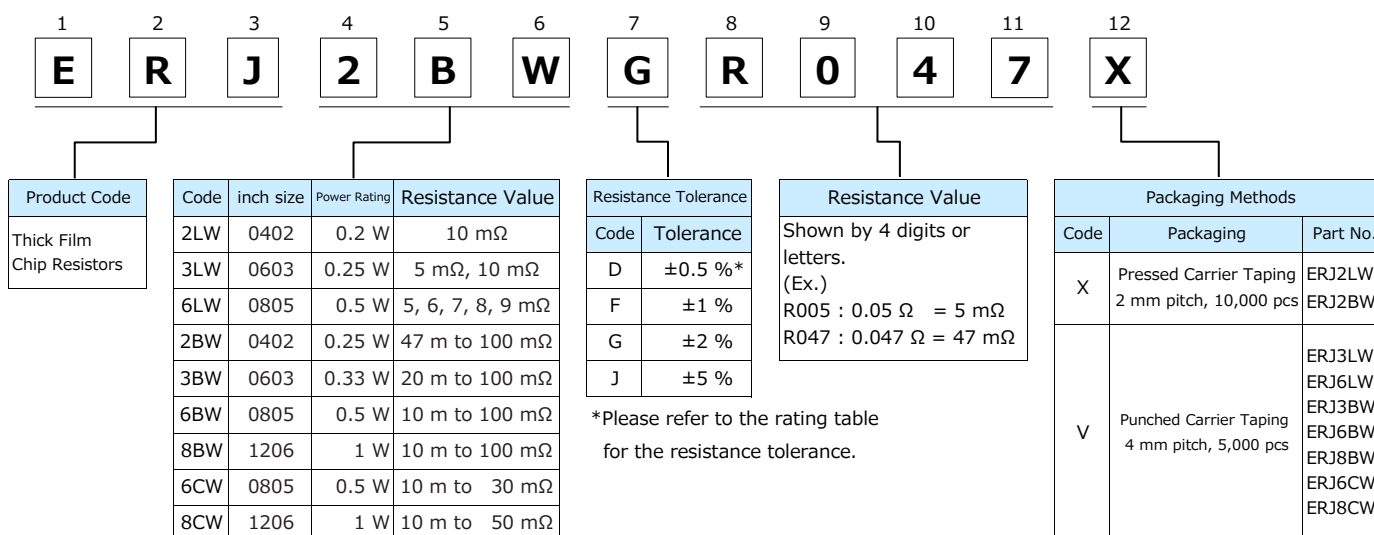 1 2 3 4 5 6 7 8 9 10 11 12
E R J 2 B W G R 0 4 7 X
Product Code
Thick Film
Chip Resistors
Code inch size Power Rating Resistance Value
2LW 0402 0.2 W 10 mΩ
3LW 0603 0.25 W 5 mΩ, 10 mΩ
6LW 0805 0.5 W 5, 6, 7, 8, 9 mΩ
2BW 0402 0.25 W 47 m to 100 mΩ
3BW 0603 0.33 W 20 m to 100 mΩ
6BW 0805 0.5 W 10 m to 100 mΩ
8BW 1206 1 W 10 m to 100 mΩ
6CW 0805 0.5 W 10 m to 30 mΩ
8CW 1206 1 W 10 m to 50 mΩ
Resistance Tolerance
Code Tolerance
D ±0.5 %*
F ±1 %
G ±2 %
J ±5 %
*Please refer to the rating table
for the resistance tolerance.
Resistance Value
Shown by 4 digits or
letters.
(Ex.)
R005 : 0.05 Ω = 5 mΩ
R047 : 0.047 Ω = 47 mΩ
Packaging Methods
Code Packaging Part No.
X Pressed Carrier Taping
2 mm pitch, 10,000 pcs
ERJ2LW
ERJ2BW
V Punched Carrier Taping
4 mm pitch, 5,000 pcs
ERJ3LW
ERJ6LW
ERJ3BW
ERJ6BW
ERJ8BW
ERJ6CW
ERJ8CW